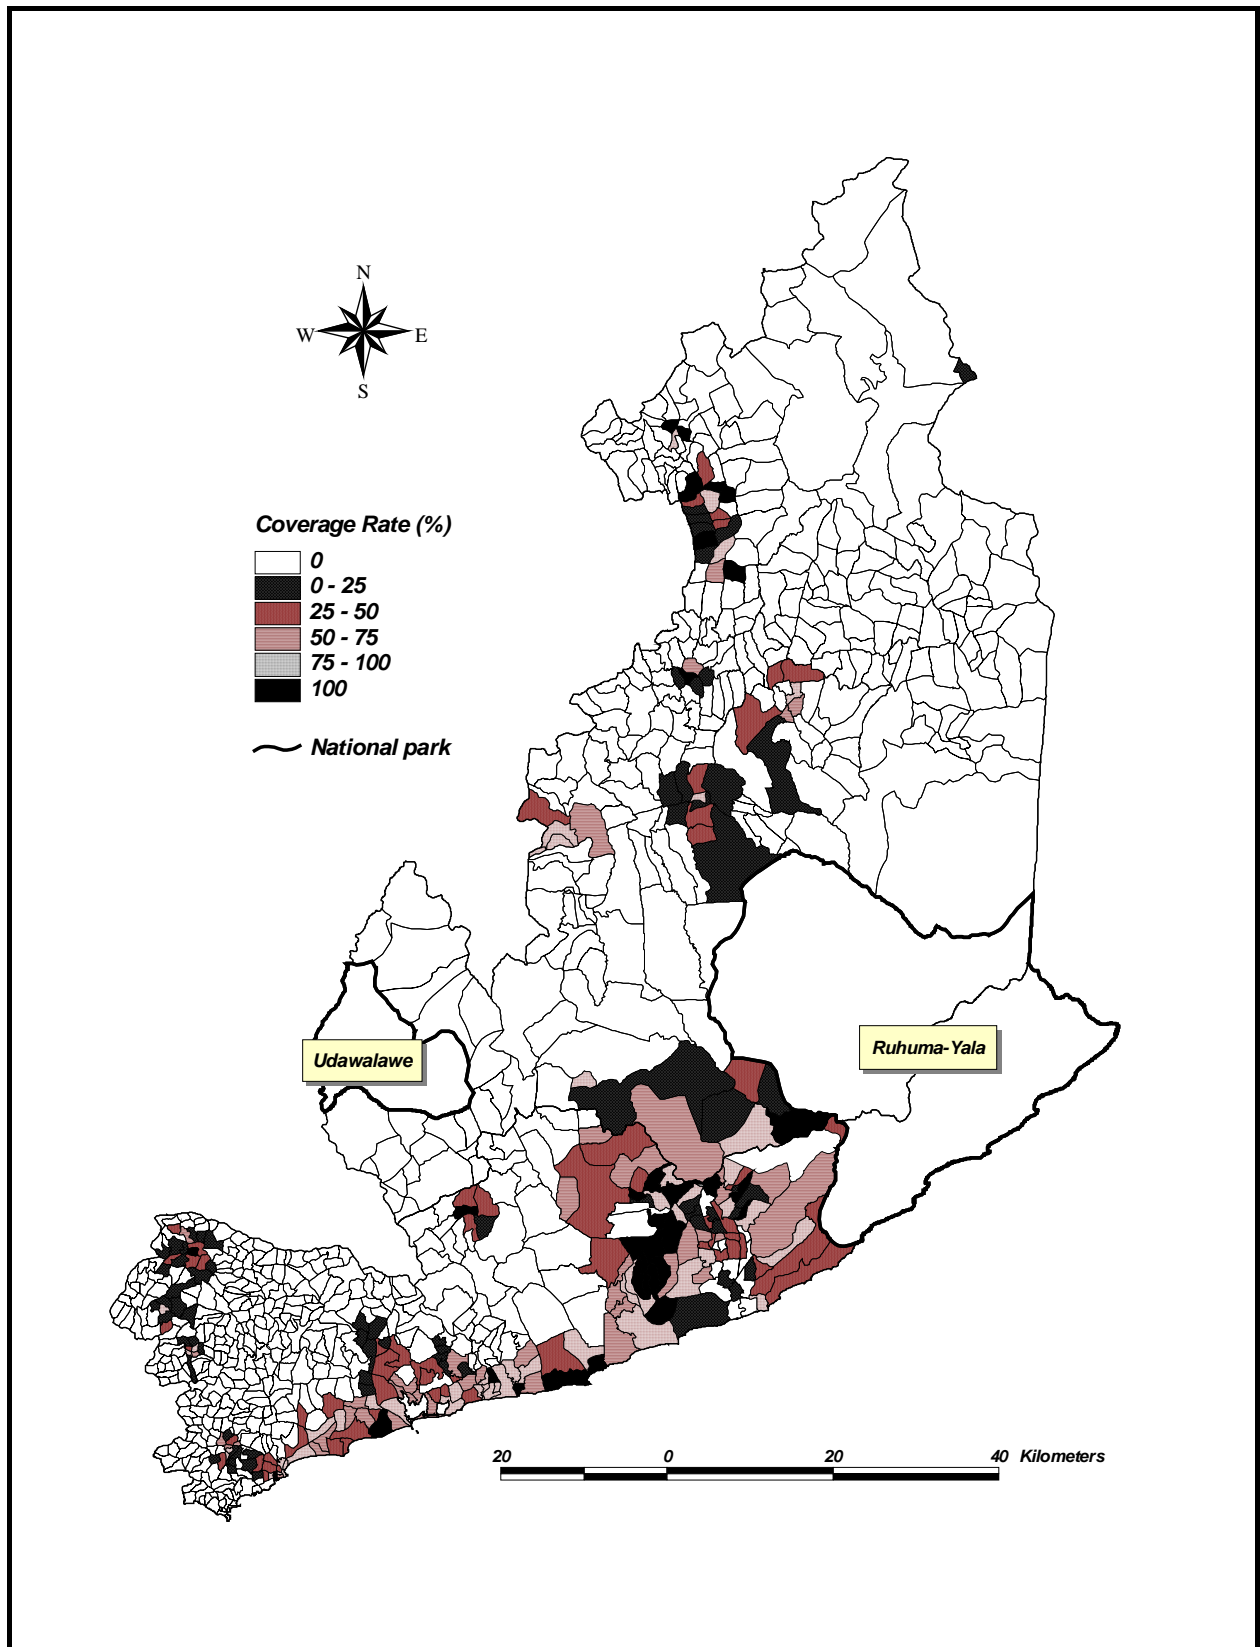 N
W E
S
Coverage Rate (%)
0
0 - 25
25 - 50
50 - 75
75 - 100
100
National park
Udawalawe
Ruhuma-Yala
20 0 20 40 Kilometers